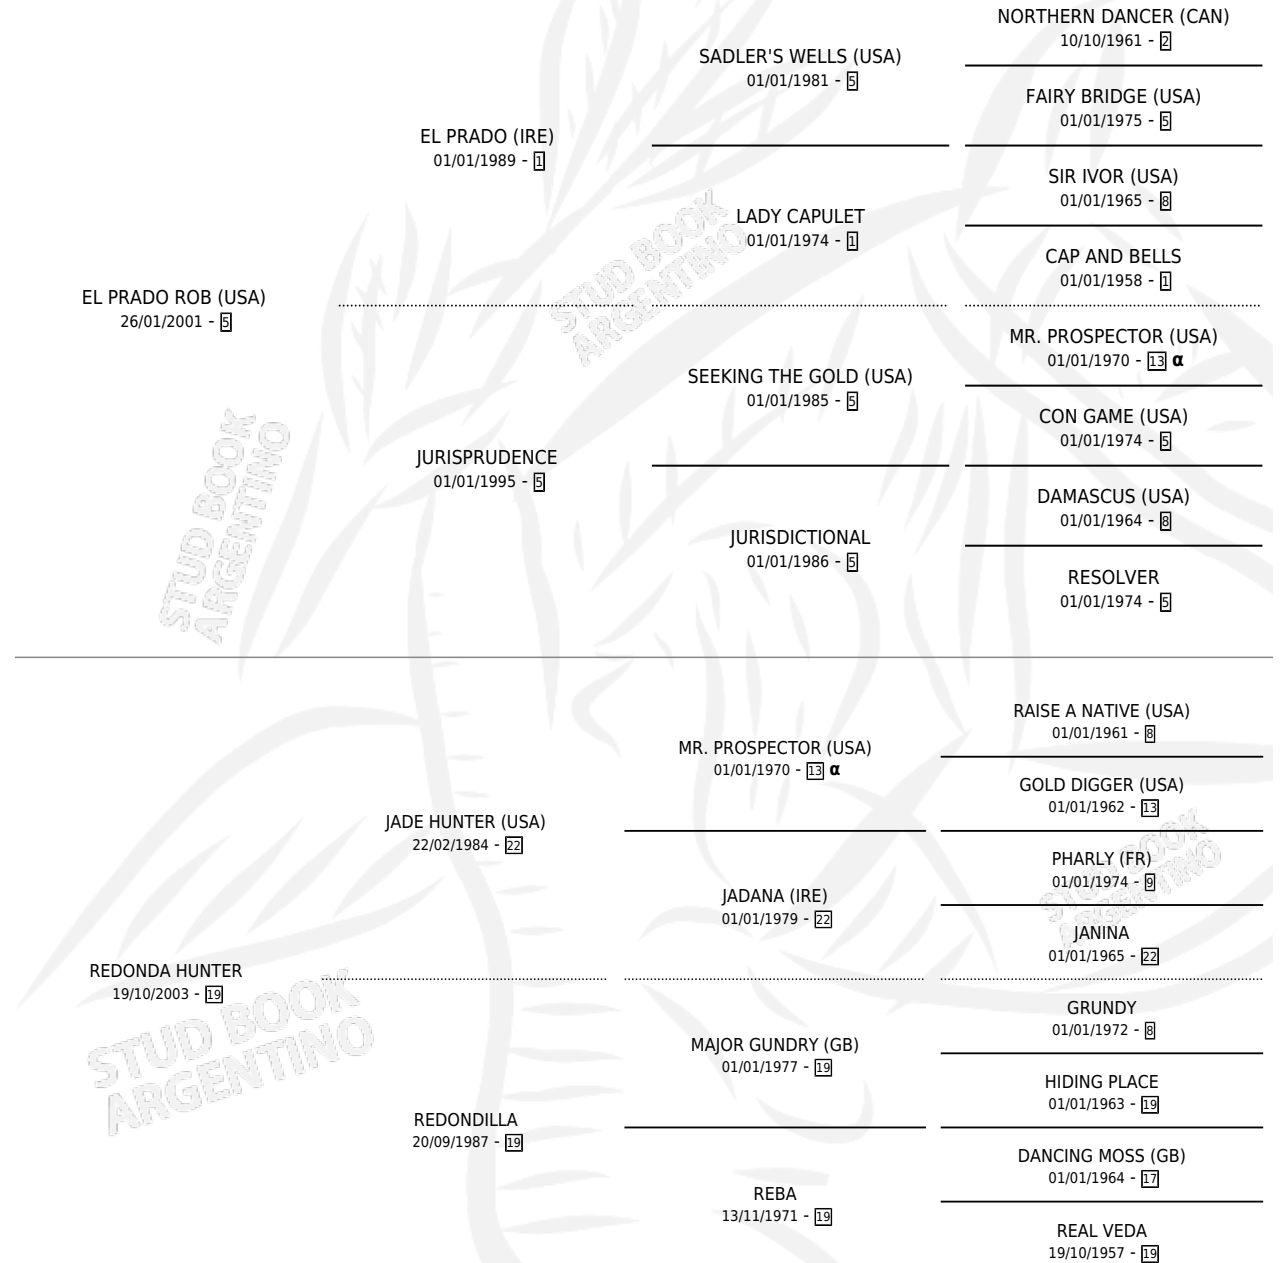 NORTHERN DANCER (CAN)
10/10/1961 - 2
SADLER'S WELLS (USA)
01/01/1981 - 5
FAIRY BRIDGE (USA)
01/01/1975 - 5
EL PRADO (IRE)
01/01/1989 - 1
SIR IVOR (USA)
01/01/1965 - 8
LADY CAPULET
01/01/1974 - 1
CAP AND BELLS
01/01/1958 - 1
EL PRADO ROB (USA)
26/01/2001 - 5
MR. PROSPECTOR (USA)
01/01/1970 - 13 α
SEEKING THE GOLD (USA)
01/01/1985 - 5
CON GAME (USA)
01/01/1974 - 5
JURISPRUDENCE
01/01/1995 - 5
DAMASCUS (USA)
01/01/1964 - 8
JURISDICTIONAL
01/01/1986 - 5
RESOLVER
01/01/1974 - 5
RAISE A NATIVE (USA)
01/01/1961 - 8
MR. PROSPECTOR (USA)
01/01/1970 - 13 α
GOLD DIGGER (USA)
01/01/1962 - 13
JADE HUNTER (USA)
22/02/1984 - 22
PHARLY (FR)
01/01/1974 - 9
JADANA (IRE)
01/01/1979 - 22
JANINA
01/01/1965 - 22
REDONDA HUNTER
19/10/2003 - 19
GRUNDY
01/01/1972 - 8
MAJOR GUNDRY (GB)
01/01/1977 - 19
HIDING PLACE
01/01/1963 - 19
REDONDILLA
20/09/1987 - 19
DANCING MOSS (GB)
01/01/1964 - 17
REBA
13/11/1971 - 19
REAL VEDA
19/10/1957 - 19
STUD BOOK
ARGENTINO
STUD BOOK
ARGENTINO
STUD BOOK
ARGENTINO
STUD BOOK
ARGENTINO